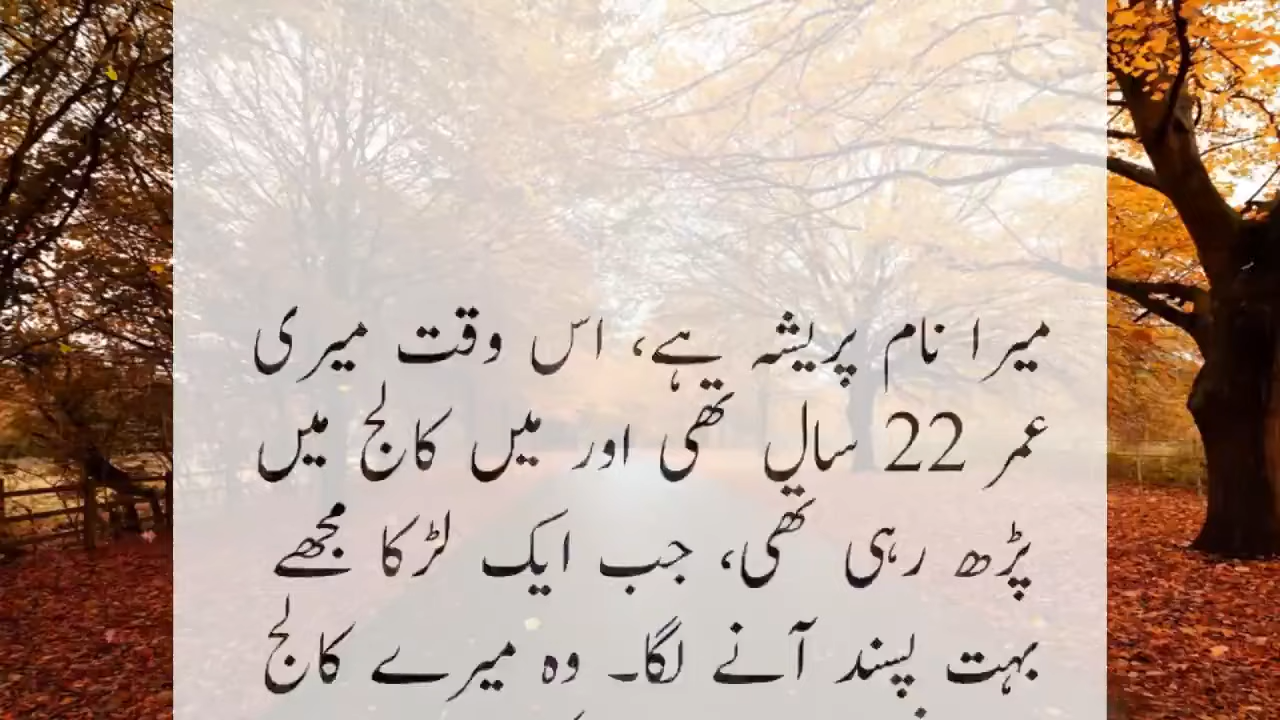 میرا نام پریشہ ہے، اس وقت میری
عمر 22 سال تھی اور میں کالج میں
پڑھ رہی تھی، جب ایک لڑکا مجھے
بہت پسند آنے لگا۔ وہ میرے کالج